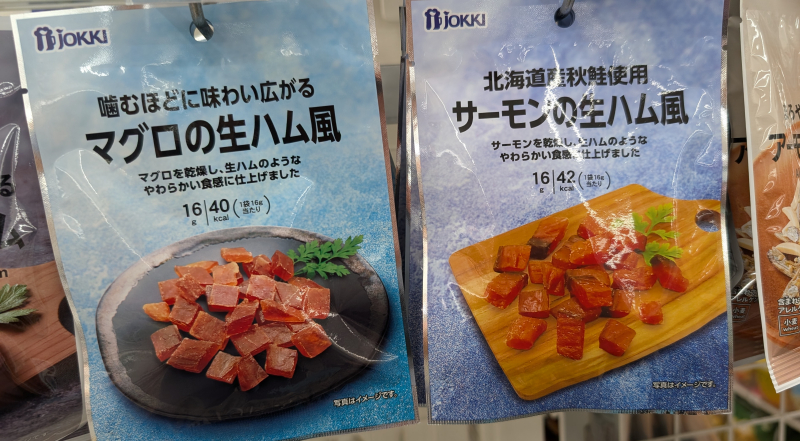 JOKKI
噛むほどに味わい広がる
マグロの生ハム風
マグロを乾燥し、生ハムのような
やわらかい食感に仕上げました
16g 40kcal (1袋16g当たり)
写真はイメージです。
JOKKI
北海道産秋鮭使用
サーモンの生ハム風
サーモンを乾燥し、生ハムのような
やわらかい食感に仕上げました
16g 42kcal (1袋16g当たり)
写真はイメージです。
アーモ
小麦